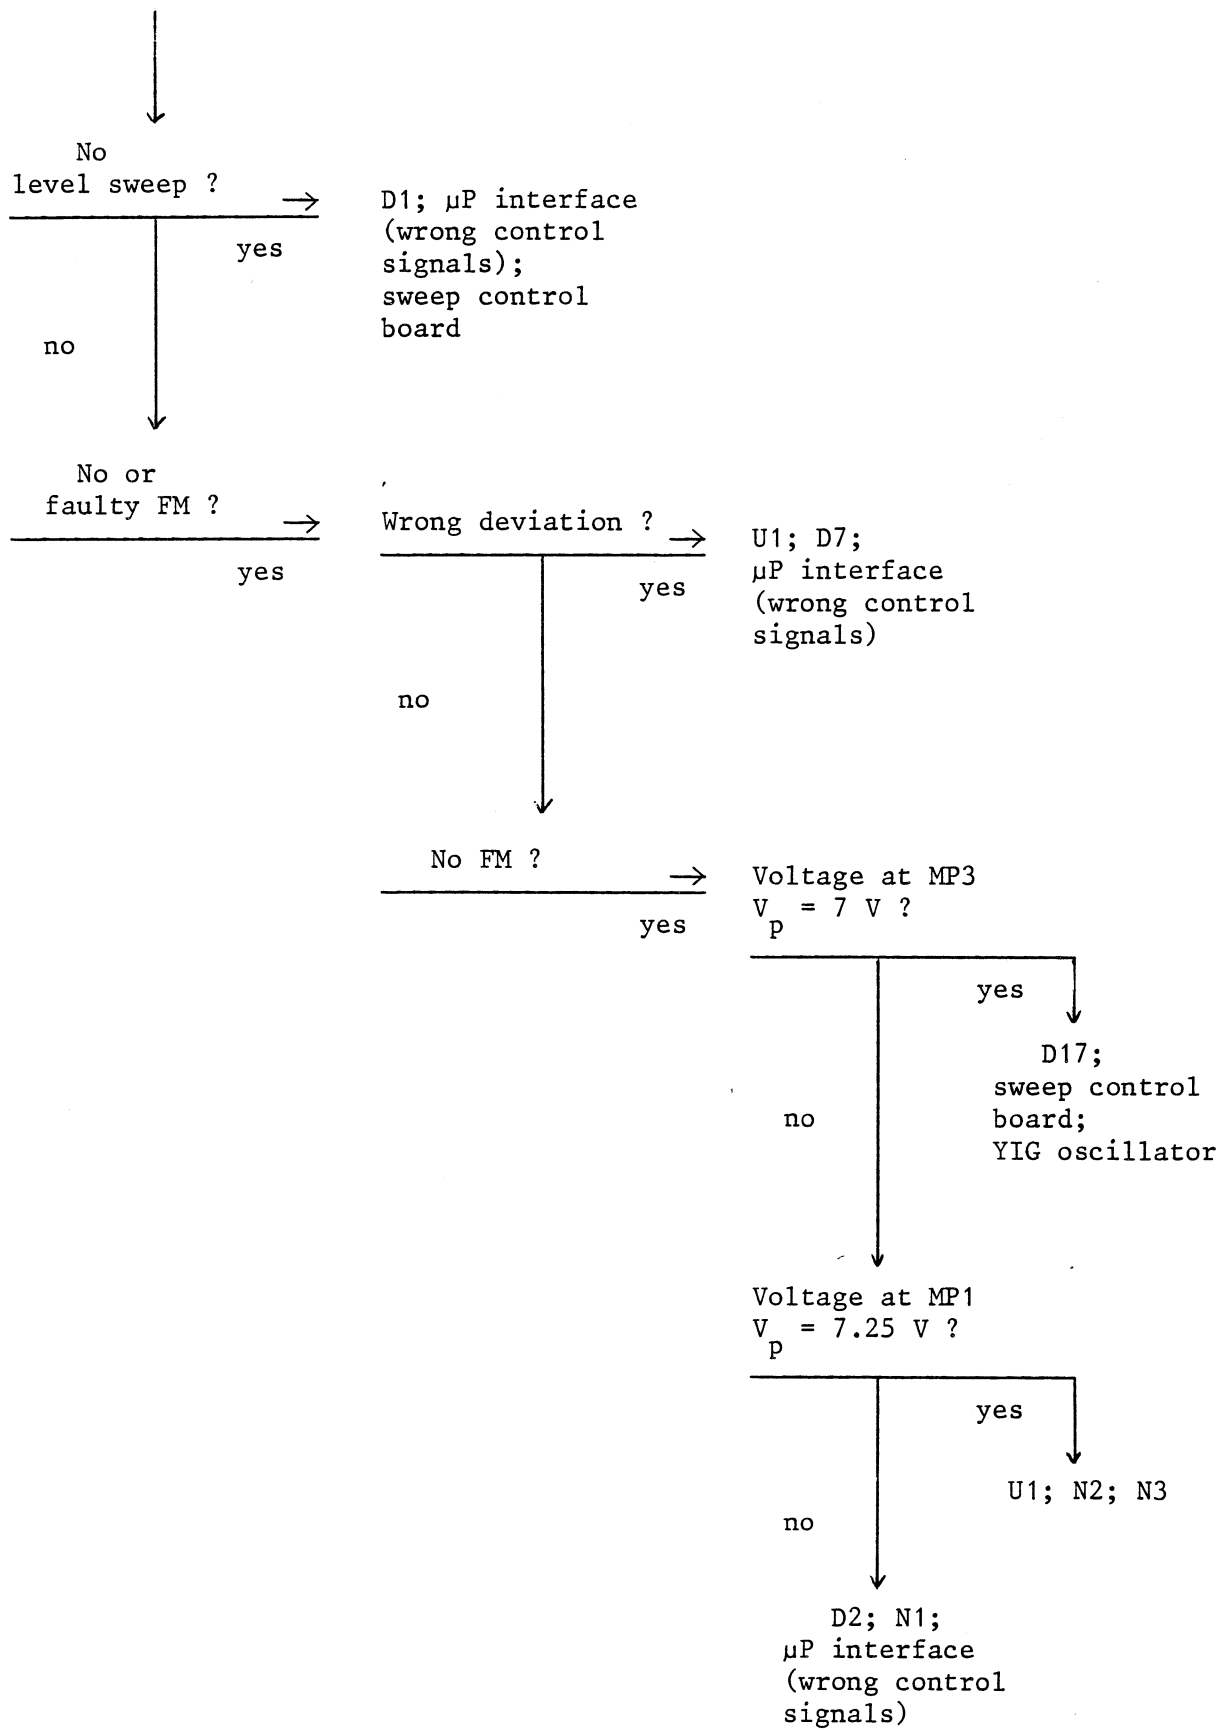 No
level sweep ?
yes
D1; µP interface
(wrong control
signals);
sweep control
board
no
No or
faulty FM ?
yes
Wrong deviation ?
yes
U1; D7;
µP interface
(wrong control
signals)
no
No FM ?
yes
Voltage at MP3
Vp = 7 V ?
yes
D17;
sweep control
board;
YIG oscillator
no
Voltage at MP1
Vp = 7.25 V ?
yes
U1; N2; N3
no
D2; N1;
µP interface
(wrong control
signals)